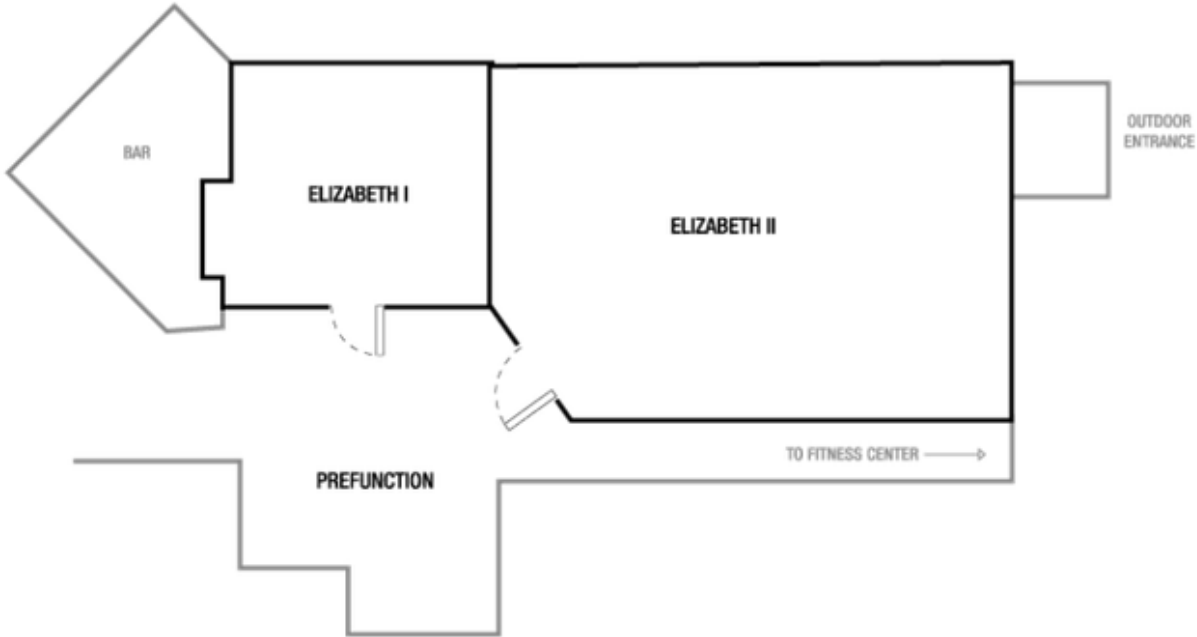 BAR
ELIZABETH I
ELIZABETH II
OUTDOOR
ENTRANCE
TO FITNESS CENTER
PREFUNCTION